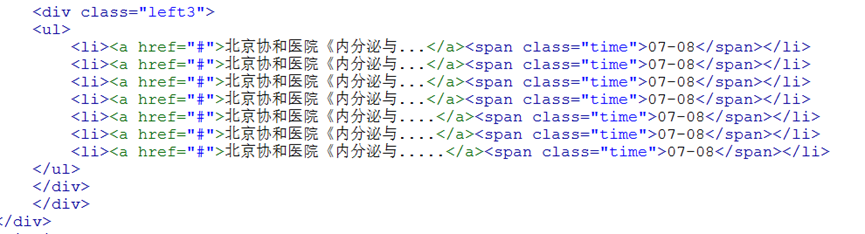 <div class="left3">
<ul>
<li><a href="#">北京协和医院《内分泌与...</a><span class="time">07-08</span></li>
<li><a href="#">北京协和医院《内分泌与...</a><span class="time">07-08</span></li>
<li><a href="#">北京协和医院《内分泌与...</a><span class="time">07-08</span></li>
<li><a href="#">北京协和医院《内分泌与...</a><span class="time">07-08</span></li>
<li><a href="#">北京协和医院《内分泌与....</a><span class="time">07-08</span></li>
<li><a href="#">北京协和医院《内分泌与....</a><span class="time">07-08</span></li>
<li><a href="#">北京协和医院《内分泌与.....</a><span class="time">07-08</span></li>
</ul>
</div>
</div>
</div>